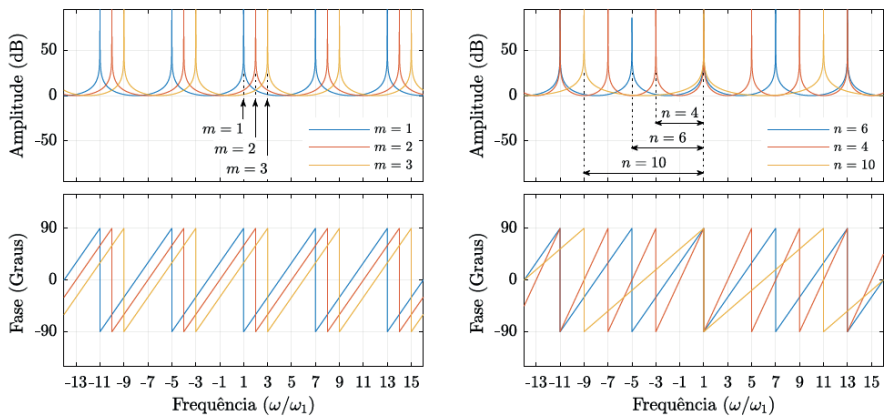 Amplitude (dB)
50
0
−50
m = 1
m = 2
m = 3
m = 1
m = 2
m = 3
Fase (Graus)
90
0
−90
−13 −11 −9 −7 −5 −3 −1 1 3 5 7 9 11 13 15
Frequência (ω/ω₁)
Amplitude (dB)
50
0
−50
n = 4
n = 6
n = 10
n = 6
n = 4
n = 10
Fase (Graus)
90
0
−90
−13 −11 −9 −7 −5 −3 −1 1 3 5 7 9 11 13 15
Frequência (ω/ω₁)